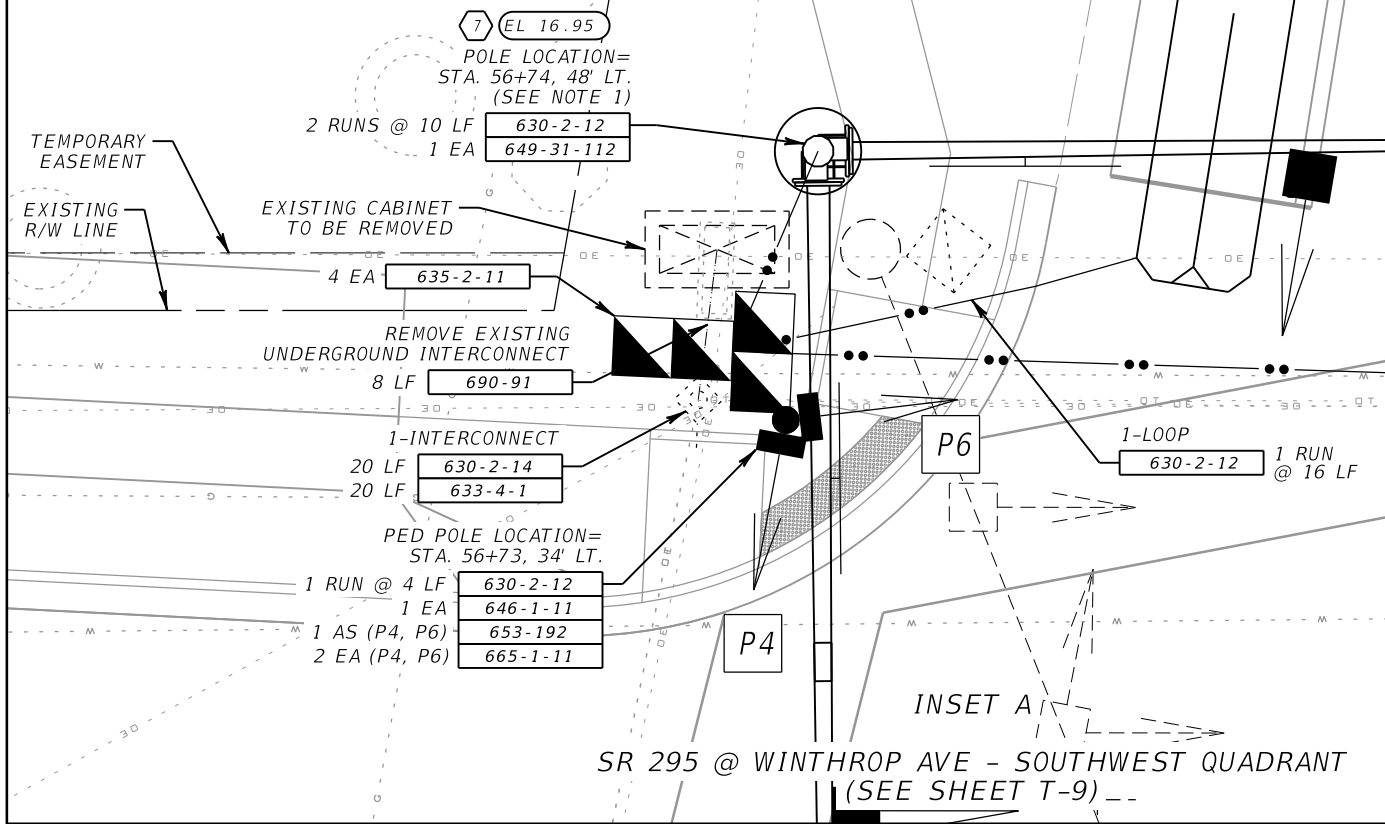 7 EL 16.95
POLE LOCATION=
STA. 56+74, 48' LT.
(SEE NOTE 1)
2 RUNS @ 10 LF 630-2-12
1 EA 649-31-112
TEMPORARY
EASEMENT
EXISTING
R/W LINE
EXISTING CABINET
TO BE REMOVED
4 EA 635-2-11
REMOVE EXISTING
UNDERGROUND INTERCONNECT
8 LF 690-91
1-INTERCONNECT
20 LF 630-2-14
20 LF 633-4-1
PED POLE LOCATION=
STA. 56+73, 34' LT.
1 RUN @ 4 LF 630-2-12
1 EA 646-1-11
1 AS (P4, P6) 653-192
2 EA (P4, P6) 665-1-11
P6
1-LOOP
630-2-12 1 RUN
@ 16 LF
P4
INSET A
SR 295 @ WINTHROP AVE - SOUTHWEST QUADRANT
(SEE SHEET T-9)